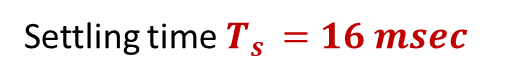 Settling time Tₛ = 16 msec